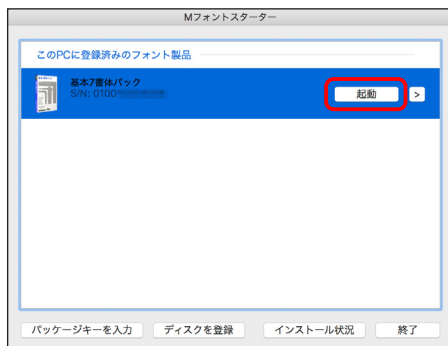 Mフォントスターター
このPCに登録済みのフォント製品
基本7書体パック
S/N: 0100
起動 >
パッケージキーを入力 ディスクを登録 インストール状況 終了